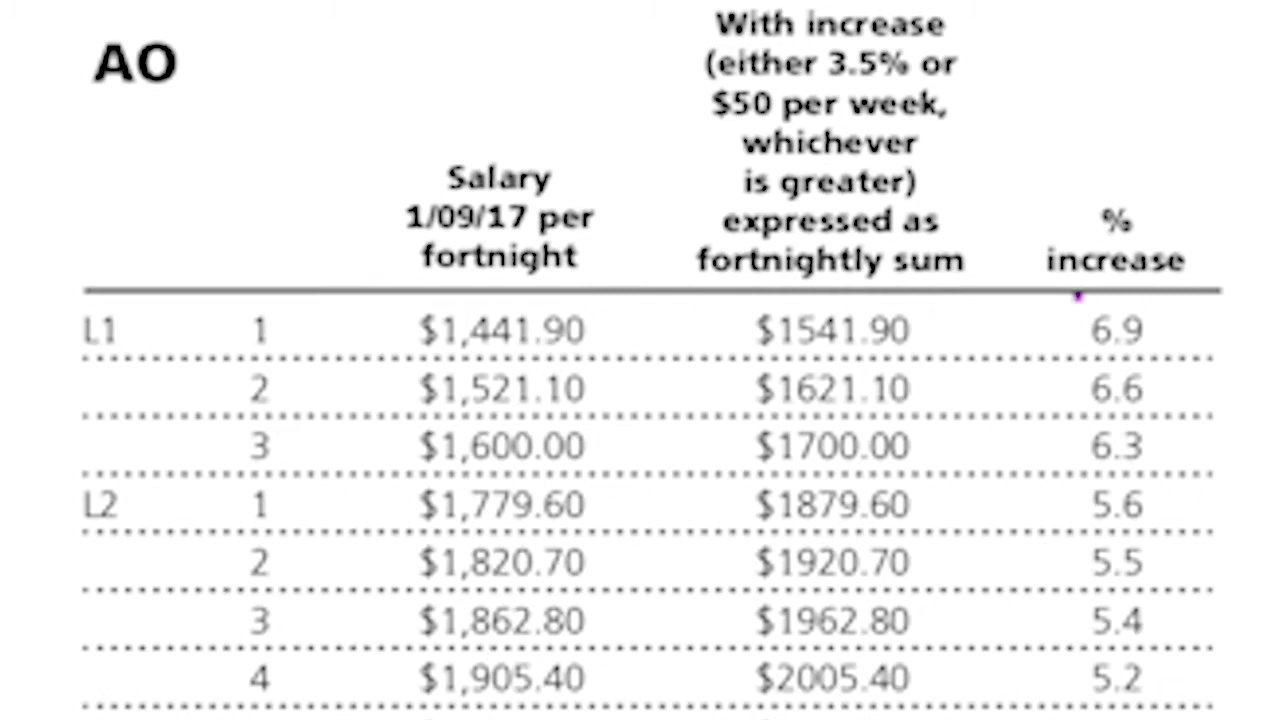 AO
With increase
(either 3.5% or
$50 per week,
whichever
is greater)
expressed as
fortnightly sum
Salary
1/09/17 per
fortnight
%
increase
L1 1 $1,441.90 $1541.90 6.9
2 $1,521.10 $1621.10 6.6
3 $1,600.00 $1700.00 6.3
L2 1 $1,779.60 $1879.60 5.6
2 $1,820.70 $1920.70 5.5
3 $1,862.80 $1962.80 5.4
4 $1,905.40 $2005.40 5.2